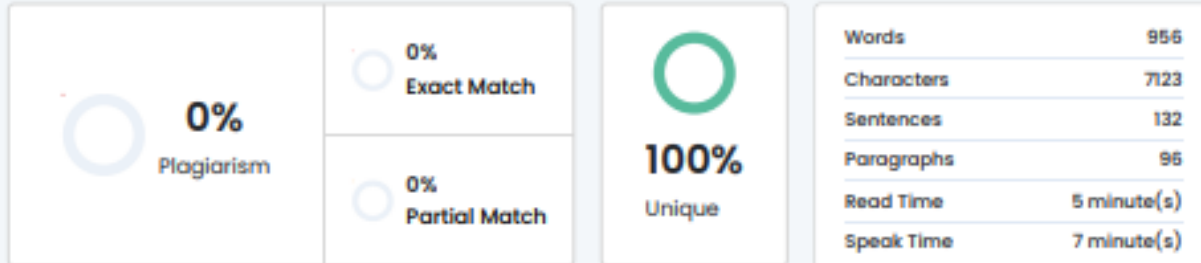 0%
Plagiarism
0%
Exact Match
0%
Partial Match
100%
Unique
Words 956
Characters 7123
Sentences 132
Paragraphs 96
Read Time 5 minute(s)
Speak Time 7 minute(s)